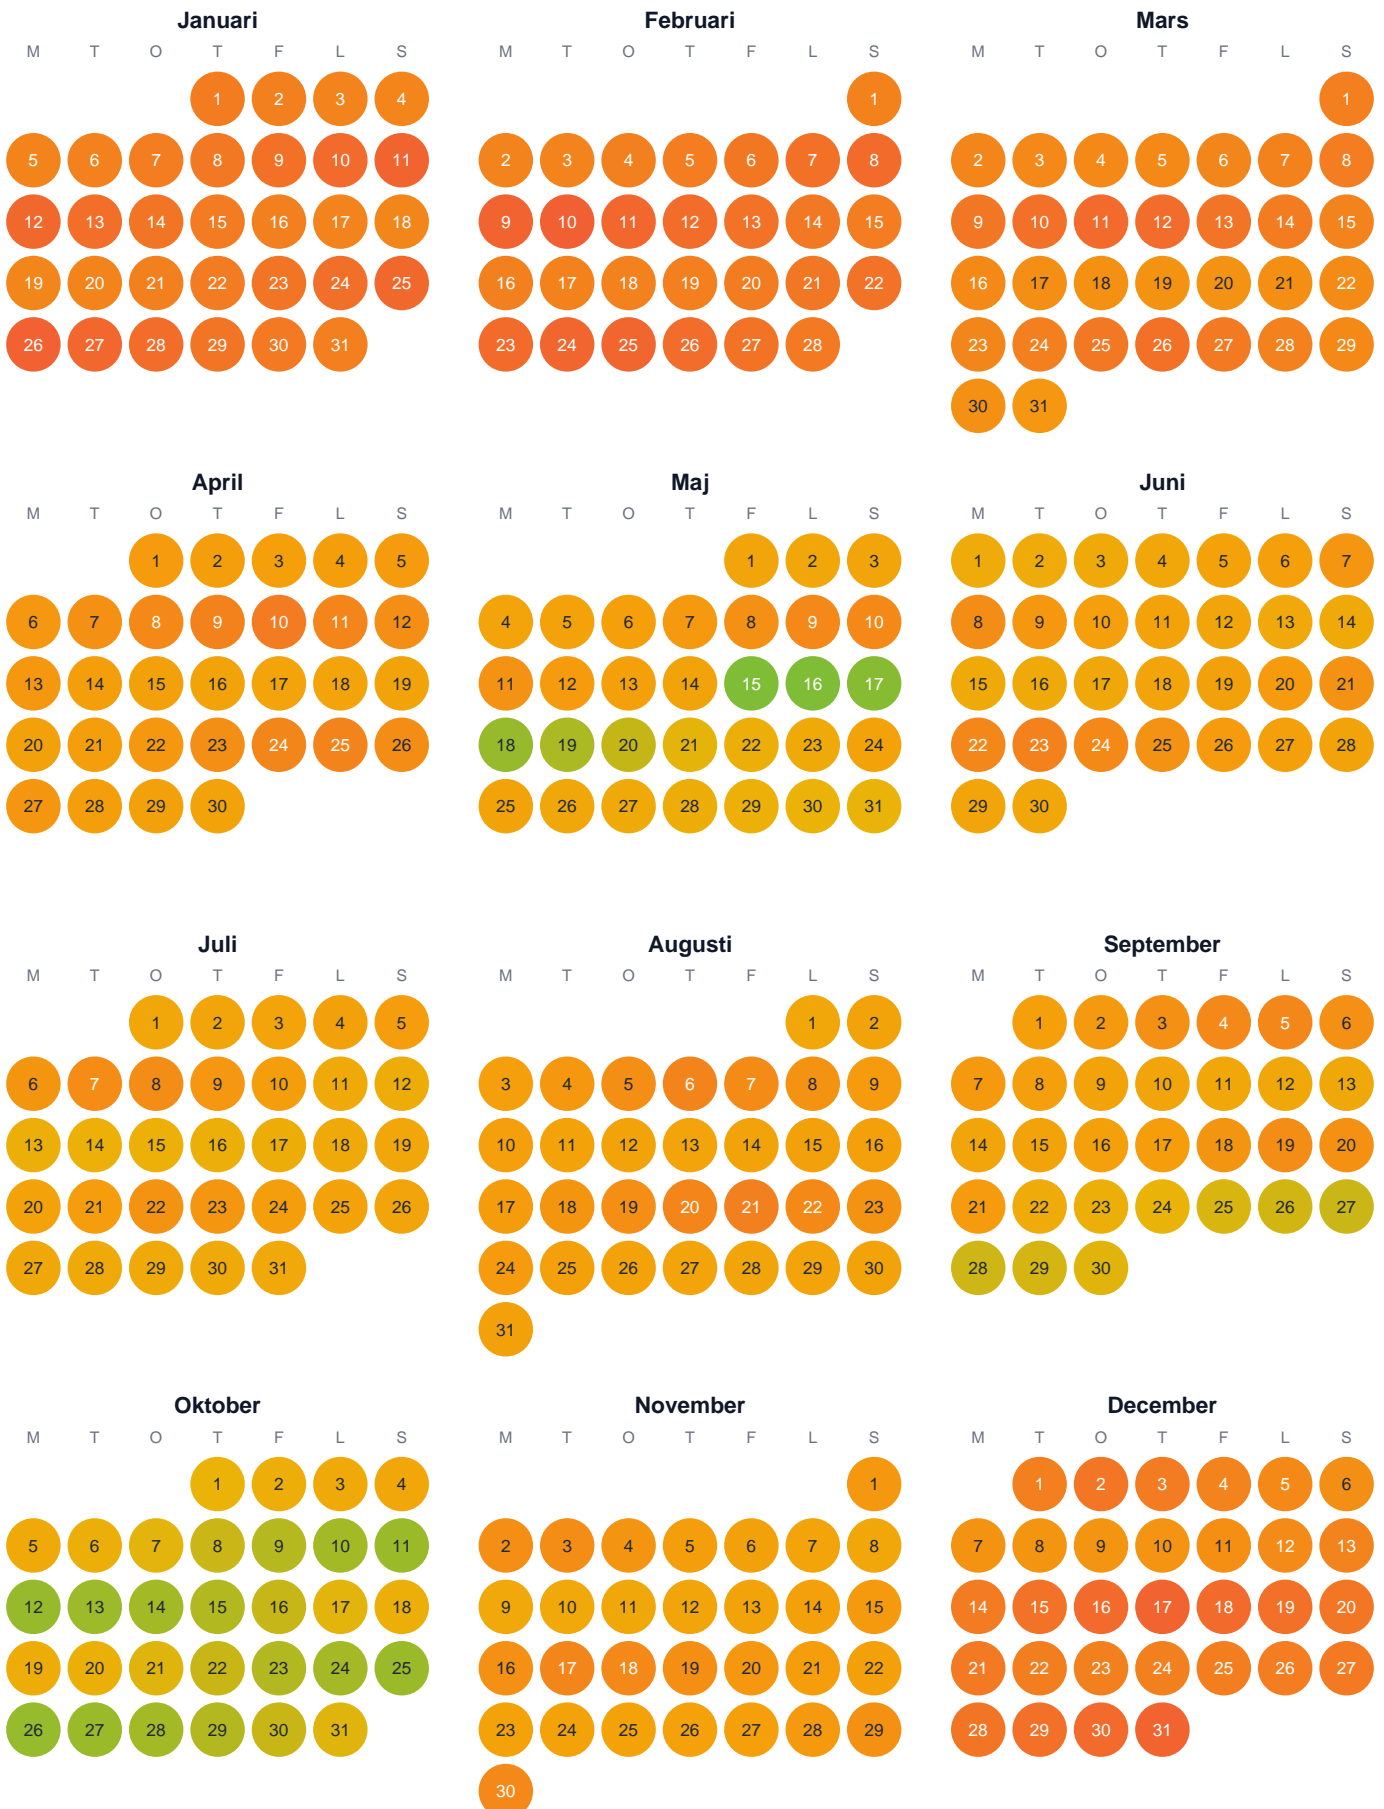 Januari Februari Mars
M T O T F L S M T O T F L S M T O T F L S
1 2 3 4 1 1
5 6 7 8 9 10 11 2 3 4 5 6 7 8 2 3 4 5 6 7 8
12 13 14 15 16 17 18 9 10 11 12 13 14 15 9 10 11 12 13 14 15
19 20 21 22 23 24 25 16 17 18 19 20 21 22 16 17 18 19 20 21 22
26 27 28 29 30 31 23 24 25 26 27 28 23 24 25 26 27 28 29
30 31
April Maj Juni
M T O T F L S M T O T F L S M T O T F L S
1 2 3 4 5 1 2 3 1 2 3 4 5 6 7
6 7 8 9 10 11 12 4 5 6 7 8 9 10 8 9 10 11 12 13 14
13 14 15 16 17 18 19 11 12 13 14 15 16 17 15 16 17 18 19 20 21
20 21 22 23 24 25 26 18 19 20 21 22 23 24 22 23 24 25 26 27 28
27 28 29 30 25 26 27 28 29 30 31 29 30
Juli Augusti September
M T O T F L S M T O T F L S M T O T F L S
1 2 3 4 5 1 2 1 2 3 4 5 6
6 7 8 9 10 11 12 3 4 5 6 7 8 9 7 8 9 10 11 12 13
13 14 15 16 17 18 19 10 11 12 13 14 15 16 14 15 16 17 18 19 20
20 21 22 23 24 25 26 17 18 19 20 21 22 23 21 22 23 24 25 26 27
27 28 29 30 31 24 25 26 27 28 29 30 28 29 30
31
Oktober November December
M T O T F L S M T O T F L S M T O T F L S
1 2 3 4 1 1 2 3 4 5 6
5 6 7 8 9 10 11 2 3 4 5 6 7 8 7 8 9 10 11 12 13
12 13 14 15 16 17 18 9 10 11 12 13 14 15 14 15 16 17 18 19 20
19 20 21 22 23 24 25 16 17 18 19 20 21 22 21 22 23 24 25 26 27
26 27 28 29 30 31 23 24 25 26 27 28 29 28 29 30 31
30